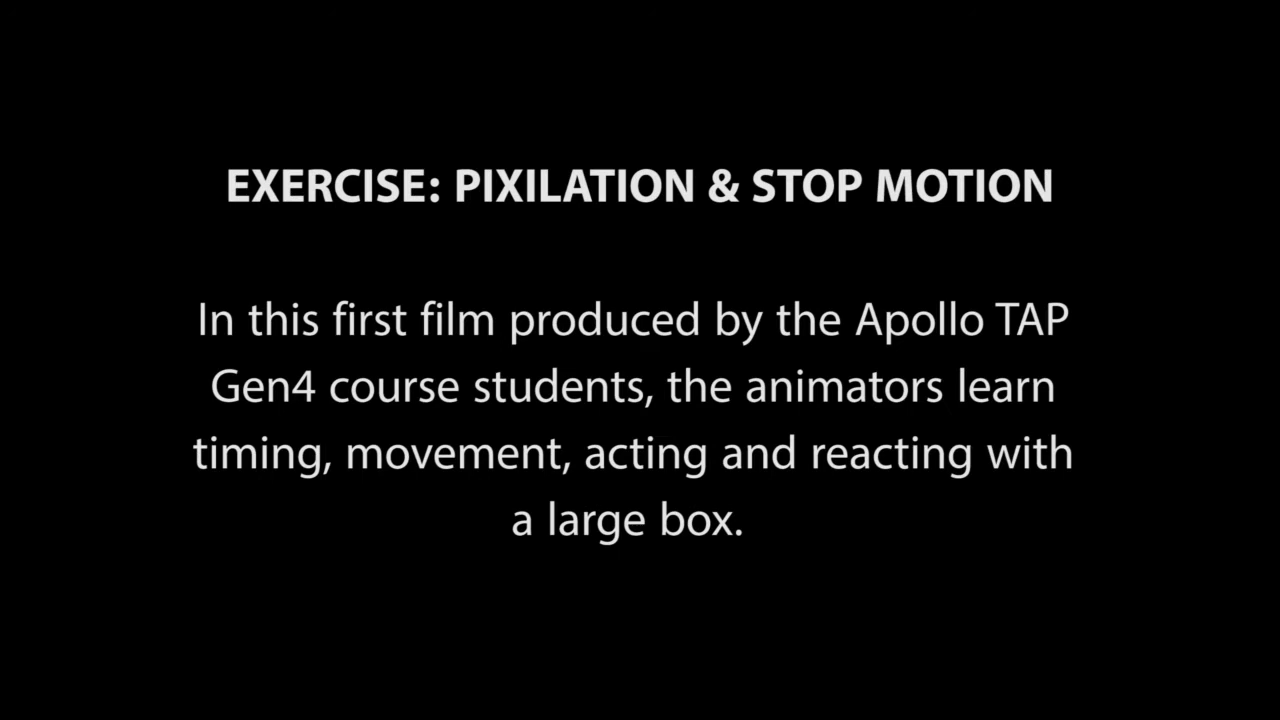 EXERCISE: PIXILATION & STOP MOTION
In this first film produced by the Apollo TAP
Gen4 course students, the animators learn
timing, movement, acting and reacting with
a large box.